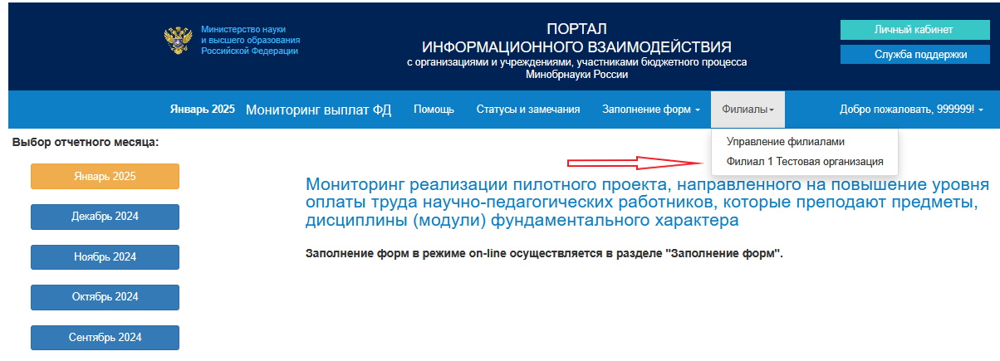 Министерство науки
и высшего образования
Российской Федерации
ПОРТАЛ
ИНФОРМАЦИОННОГО ВЗАИМОДЕЙСТВИЯ
с организациями и учреждениями, участниками бюджетного процесса
Минобрнауки России
Личный кабинет
Служба поддержки
Январь 2025 Мониторинг выплат ФД Помощь Статусы и замечания Заполнение форм Филиалы Добро пожаловать, 999999!
Управление филиалами
Филиал 1 Тестовая организация
Выбор отчетного месяца:
Январь 2025
Декабрь 2024
Ноябрь 2024
Октябрь 2024
Сентябрь 2024
Мониторинг реализации пилотного проекта, направленного на повышение уровня
оплаты труда научно-педагогических работников, которые преподают предметы,
дисциплины (модули) фундаментального характера
Заполнение форм в режиме on-line осуществляется в разделе "Заполнение форм".